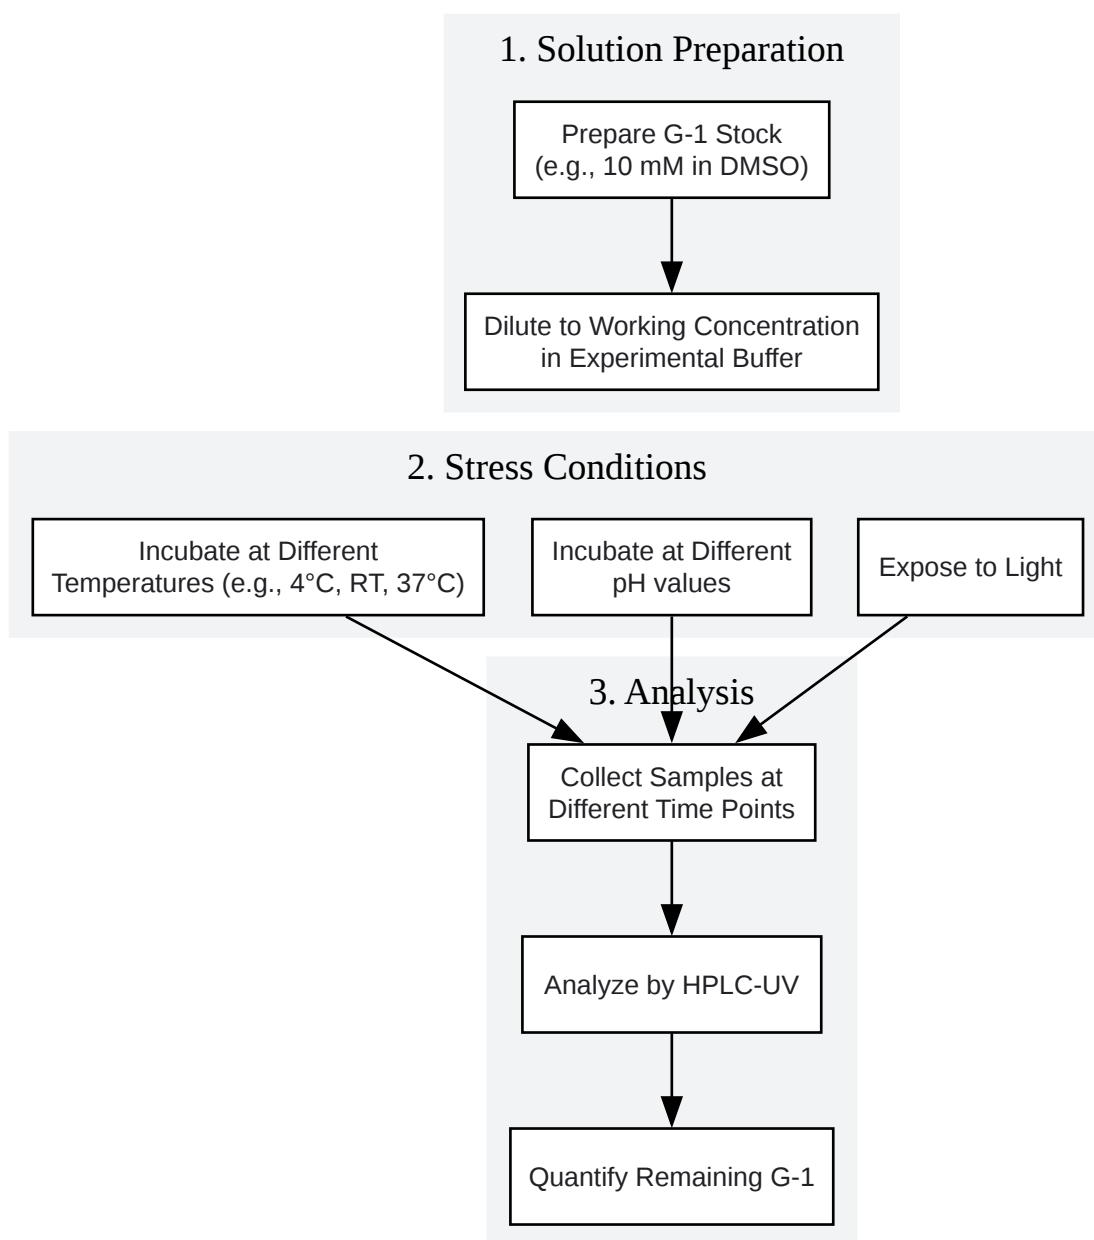 1. Solution Preparation
Prepare G-1 Stock
(e.g., 10 mM in DMSO)
Dilute to Working Concentration
in Experimental Buffer
2. Stress Conditions
Incubate at Different
Temperatures (e.g., 4°C, RT, 37°C)
Incubate at Different
pH values
Expose to Light
3. Analysis
Collect Samples at
Different Time Points
Analyze by HPLC-UV
Quantify Remaining G-1